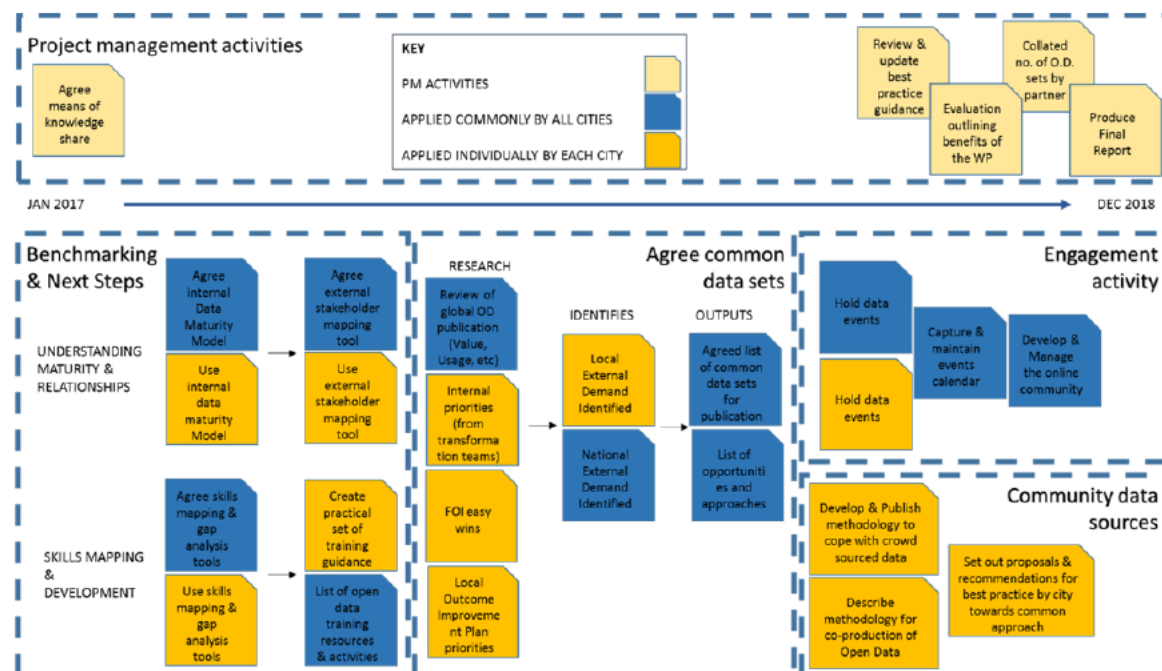 Project management activities
Agree
means of
knowledge
share
KEY
PM ACTIVITIES
APPLIED COMMONLY BY ALL CITIES
APPLIED INDIVIDUALLY BY EACH CITY
Review &
update
best
practice
guidance
Evaluation
outlining
benefits of
the WP
Collated
no. of O.D.
sets by
partner
Produce
Final
Report
JAN 2017
DEC 2018
Benchmarking
& Next Steps
UNDERSTANDING
MATURITY &
RELATIONSHIPS
Agree
internal
Data
Maturity
Model
Use
internal
data
maturity
Model
Agree
external
stakeholder
mapping
tool
Use
external
stakeholder
mapping
tool
SKILLS MAPPING
&
DEVELOPMENT
Agree skills
mapping &
gap
analysis
tools
Use skills
mapping &
gap
analysis
tools
Create
practical
set of
training
guidance
List of open
data
training
resources
& activities
Agree common
data sets
RESEARCH
Review of
global OD
publication
(Value,
Usage, etc)
Internal
priorities
(from
transforma
tion teams)
FOI easy
wins
Local
Outcome
Improveme
nt Plan
priorities
IDENTIFIES
Local
External
Demand
Identified
National
External
Demand
Identified
OUTPUTS
Agreed list
of common
data sets
for
publication
List of
opportuniti
es and
approaches
Engagement
activity
Hold data
events
Hold data
events
Capture &
maintain
events
calendar
Develop &
Manage
the online
community
Community data
sources
Develop & Publish
methodology to
cope with crowd
sourced data
Describe
methodology for
co-production of
Open Data
Set out proposals &
recommendations for
best practice by city
towards common
approach